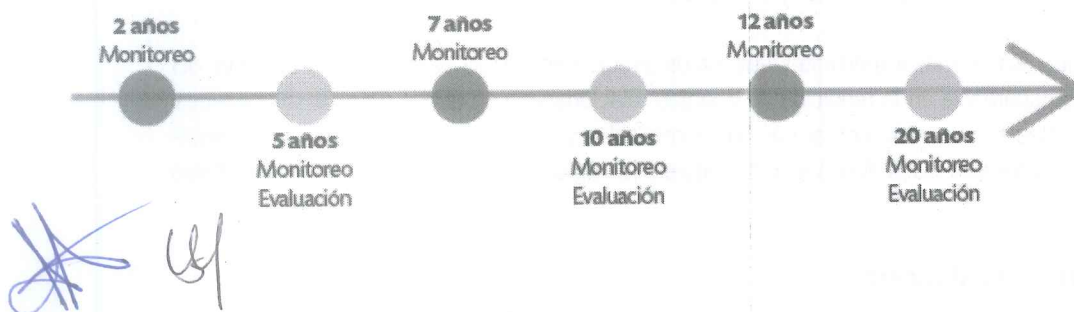 2 años
Monitoreo
5 años
Monitoreo
Evaluación
7 años
Monitoreo
10 años
Monitoreo
Evaluación
12 años
Monitoreo
20 años
Monitoreo
Evaluación